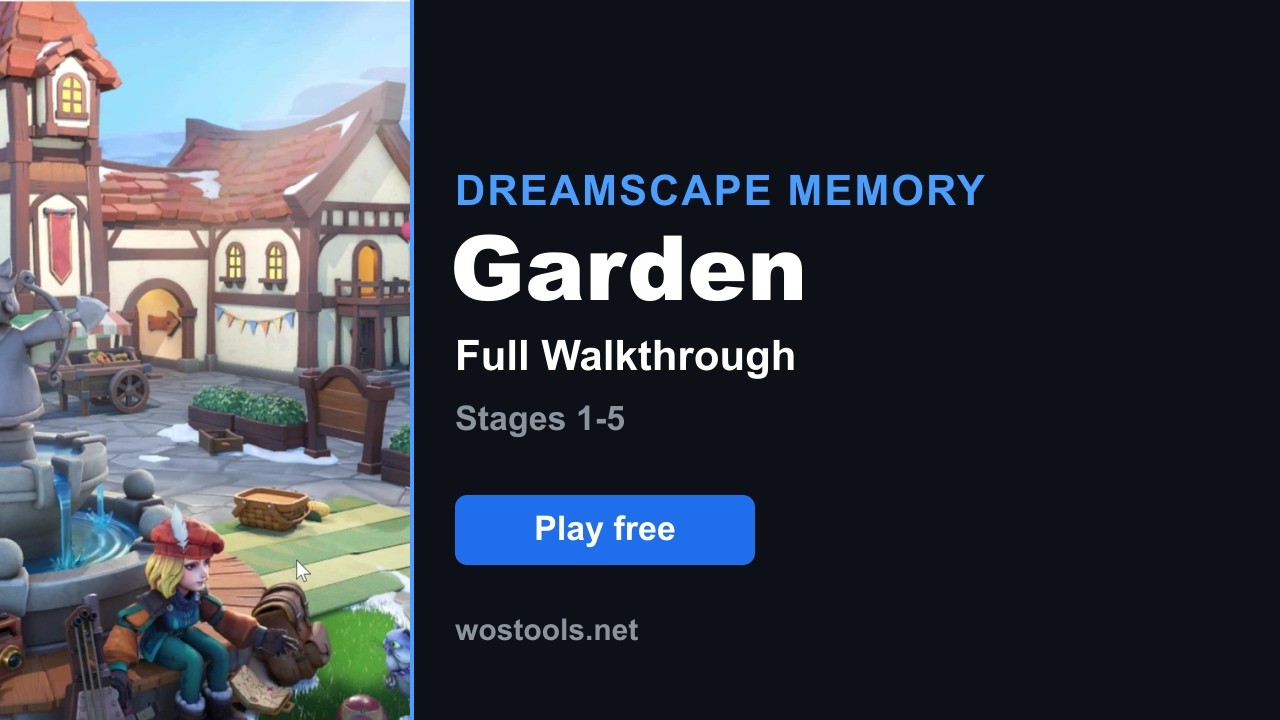 DREAMSCAPE MEMORY
Garden
Full Walkthrough
Stages 1-5
Play free
wostools.net